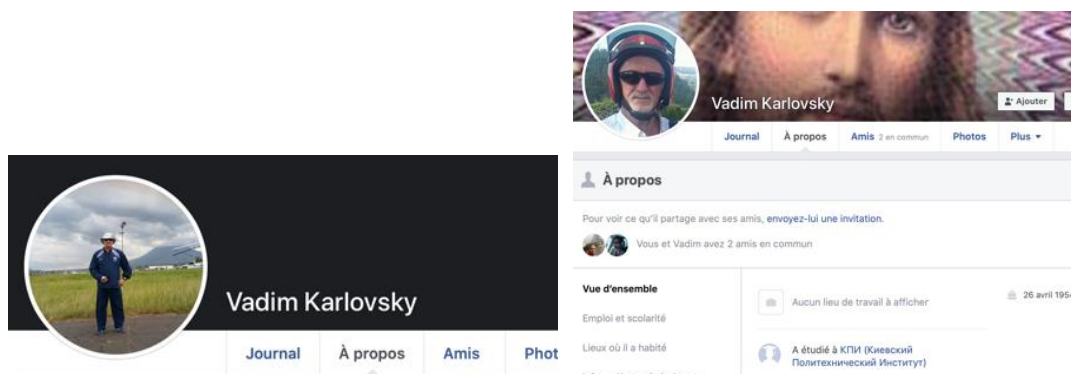 Vadim Karlovsky
Journal À propos Amis Phot
Vadim Karlovsky
Ajouter
Journal À propos Amis 2 en commun Photos Plus
À propos
Pour voir ce qu'il partage avec ses amis, envoyez-lui une invitation.
Vous et Vadim avez 2 amis en commun
Vue d'ensemble
Emploi et scolarité
Lieux où il a habité
Aucun lieu de travail à afficher
A étudié à КПИ (Киевский
Политехнический Институт)
26 avril 1954